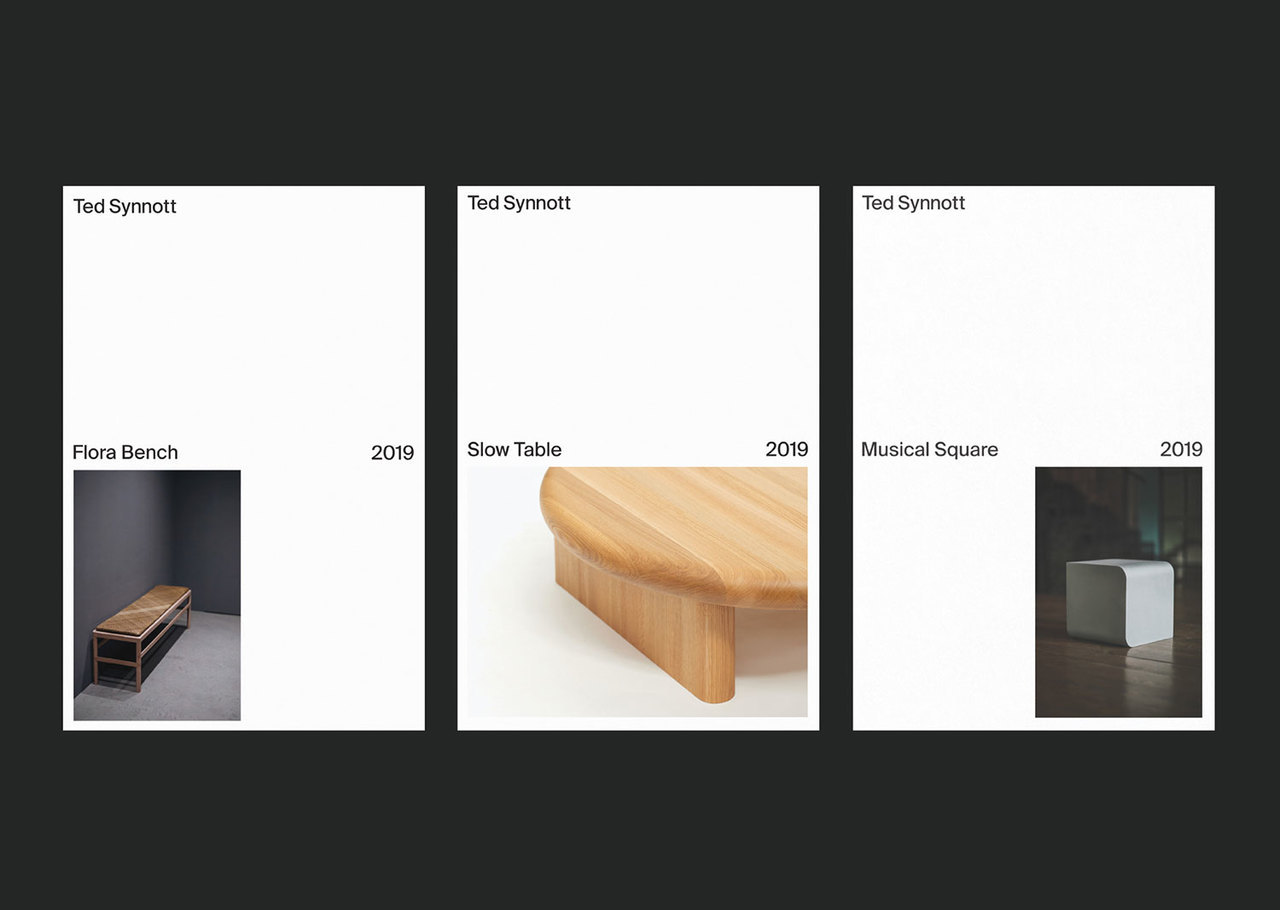 Ted Synnott
Flora Bench 2019
Ted Synnott
Slow Table 2019
Ted Synnott
Musical Square 2019